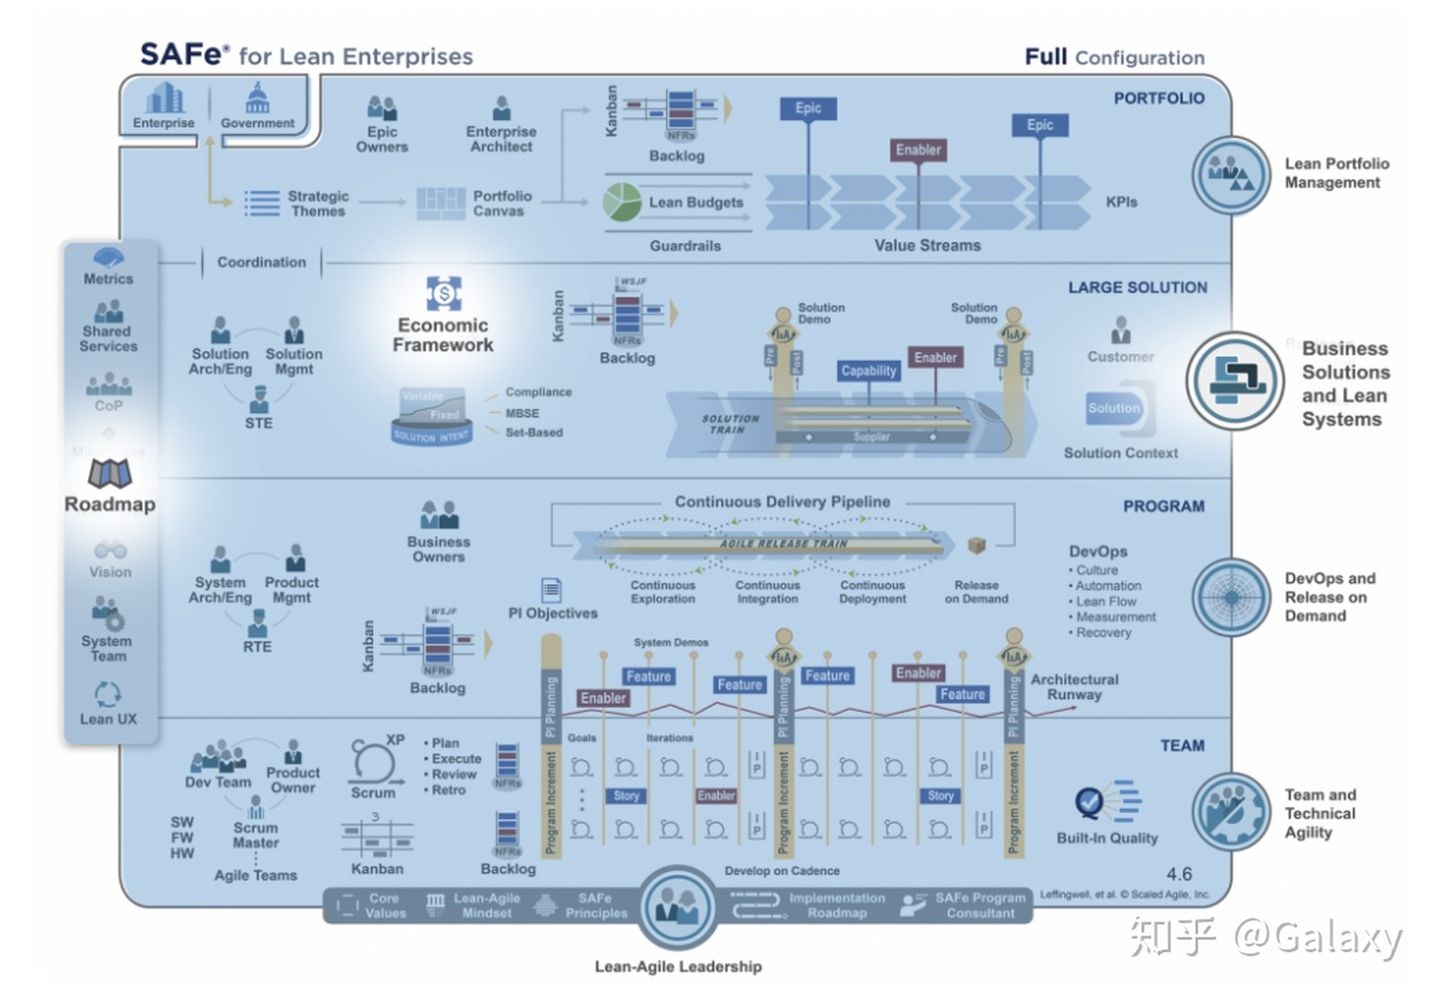 SAFe® for Lean Enterprises
Full Configuration
Enterprise
Government
Epic
Owners
Enterprise
Architect
Kanban
NFRs
Backlog
Epic
Enabler
Epic
PORTFOLIO
Lean Portfolio
Management
Strategic
Themes
Portfolio
Canvas
Lean Budgets
Guardrails
Value Streams
KPIs
Metrics
Shared
Services
CoP
Roadmap
Vision
System
Team
Lean UX
Coordination
Economic
Framework
Solution
Arch/Eng
Solution
Mgmt
STE
Kanban
WSJF
NFRs
Backlog
Variable
Fixed
SOLUTION INTENT
Compliance
MBSE
Set-Based
LARGE SOLUTION
Solution
Demo
Solution
Demo
I&A
I&A
Pre
Post
Pre
Post
Capability
Enabler
SOLUTION
TRAIN
Supplier
Customer
Solution
Solution Context
Business
Solutions
and Lean
Systems
Business
Owners
System
Arch/Eng
Product
Mgmt
RTE
Continuous Delivery Pipeline
AGILE RELEASE TRAIN
Continuous
Exploration
Continuous
Integration
Continuous
Deployment
Release
on Demand
PROGRAM
DevOps
• Culture
• Automation
• Lean Flow
• Measurement
• Recovery
DevOps and
Release on
Demand
PI Objectives
Kanban
WSJF
NFRs
Backlog
System Demos
Enabler
Feature
Feature
Feature
Enabler
Feature
I&A
I&A
PI Planning
PI Planning
PI Planning
Architectural
Runway
TEAM
Dev Team
Product
Owner
Scrum
Master
SW
FW
HW
Agile Teams
XP
Scrum
• Plan
• Execute
• Review
• Retro
3
Kanban
NFRs
NFRs
Backlog
Goals
Iterations
Program Increment
Program Increment
Program Increment
Story
Enabler
Story
I P
I P
I P
I P
Develop on Cadence
Built-In Quality
Team and
Technical
Agility
4.6
Leffingwell, et al. © Scaled Agile, Inc.
Core
Values
Lean-Agile
Mindset
SAFe
Principles
Implementation
Roadmap
SAFe Program
Consultant
Lean-Agile Leadership
知乎 @Galaxy